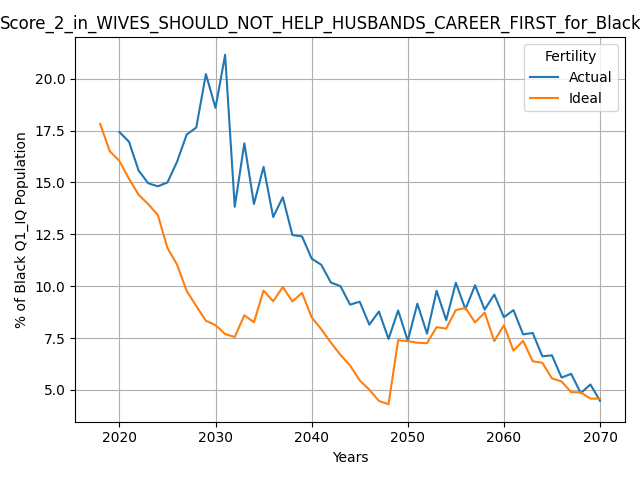 Score_2_in_WIVES_SHOULD_NOT_HELP_HUSBANDS_CAREER_FIRST_for_Black
Fertility
Actual
Ideal
% of Black Q1_IQ Population
20.0
17.5
15.0
12.5
10.0
7.5
5.0
2020 2030 2040 2050 2060 2070
Years